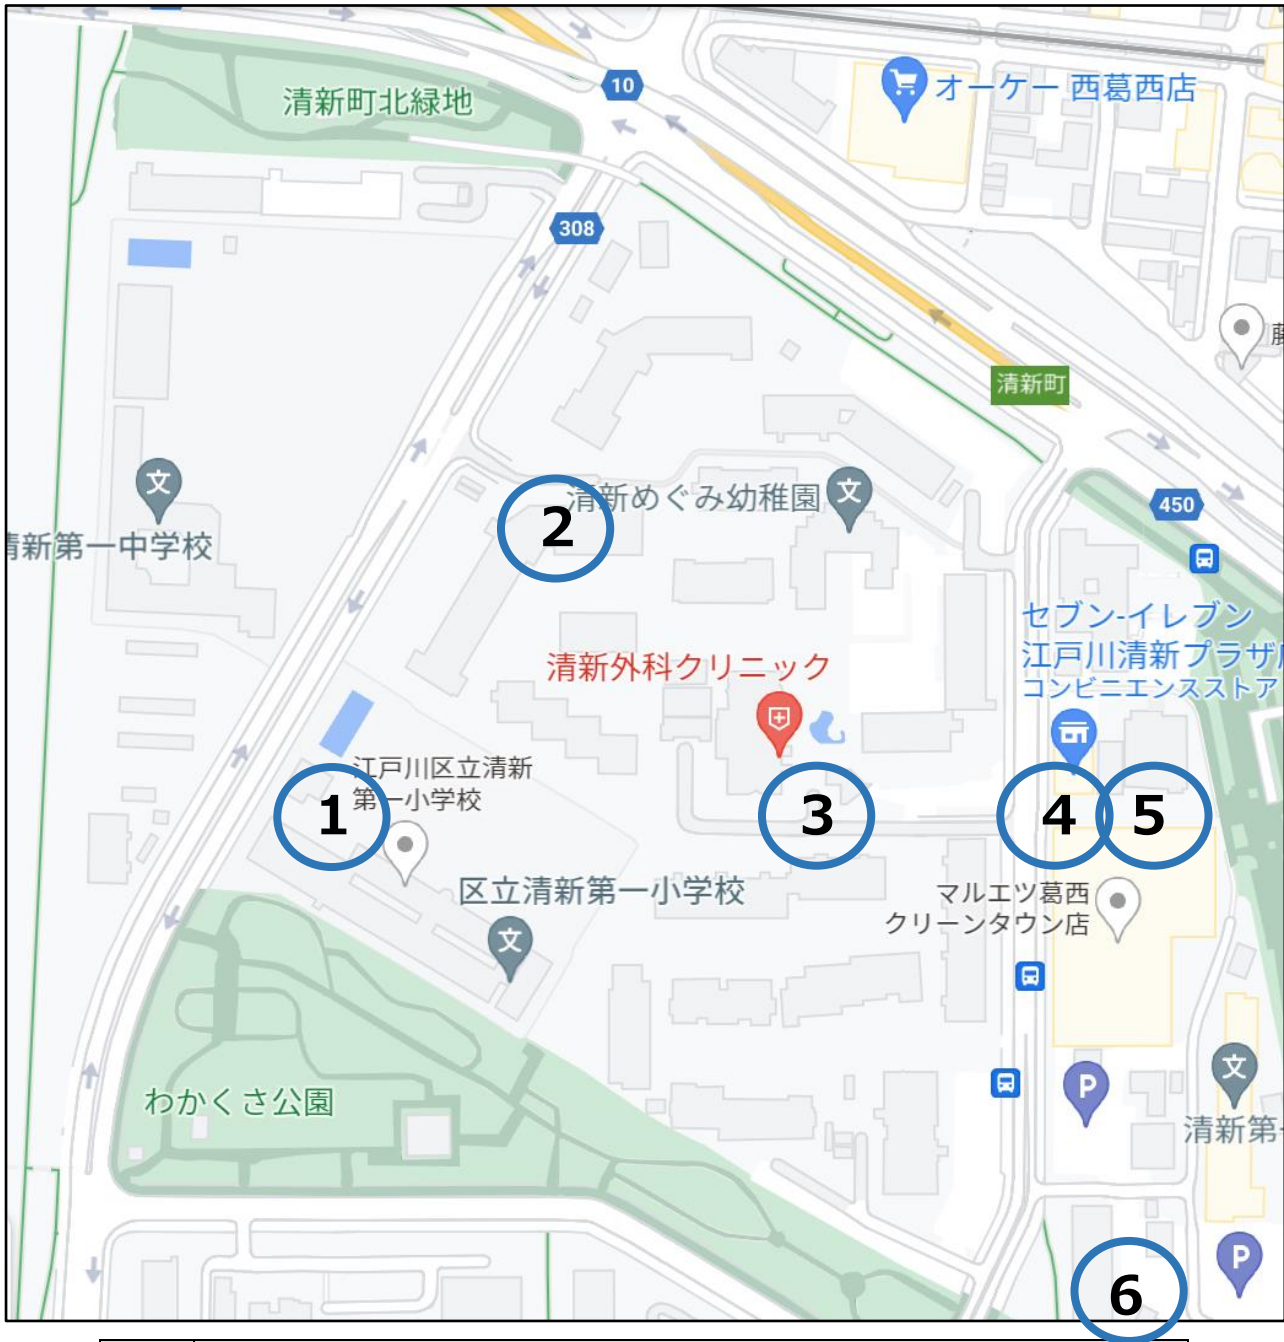 10
オーケー 西葛西店
清新町北緑地
308
清新町
文
清新めぐみ幼稚園
文
450
2
清新第一中学校
セブン-イレブン
江戸川清新プラザ
コンビニエンスストア
清新外科クリニック
江戸川区立清新
第一小学校
1
3
4
5
区立清新第一小学校
文
マルエツ葛西
クリーンタウン店
わかくさ公園
P
文
清新第一
P
6